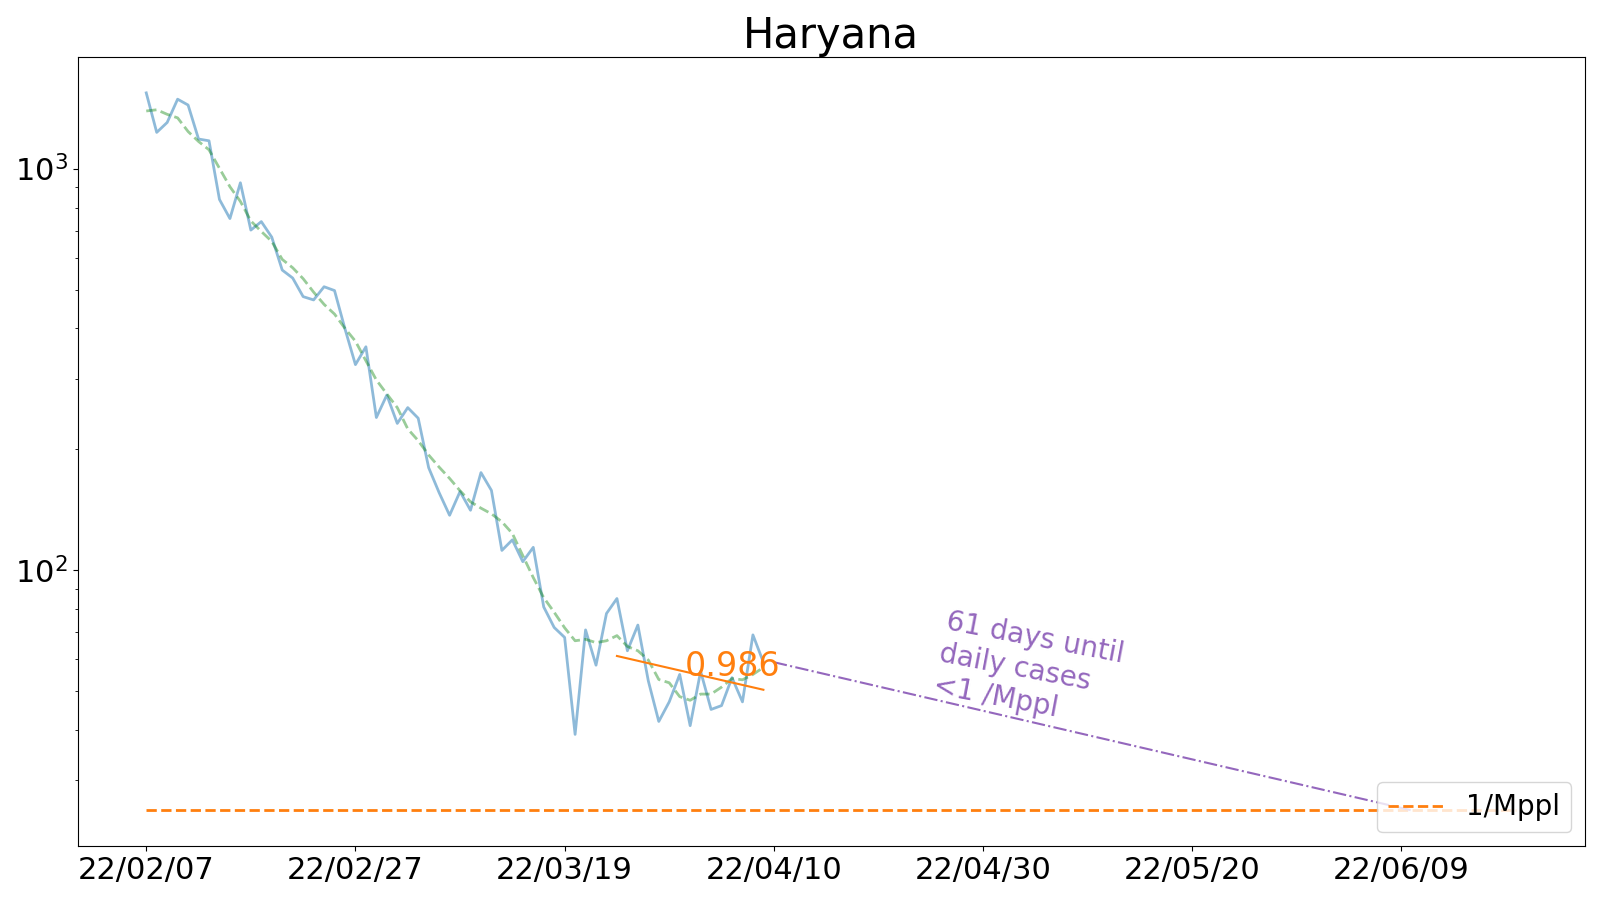 Haryana
10³
10²
0.986
61 days until
daily cases
<1 /Mppl
1/Mppl
22/02/07 22/02/27 22/03/19 22/04/10 22/04/30 22/05/20 22/06/09